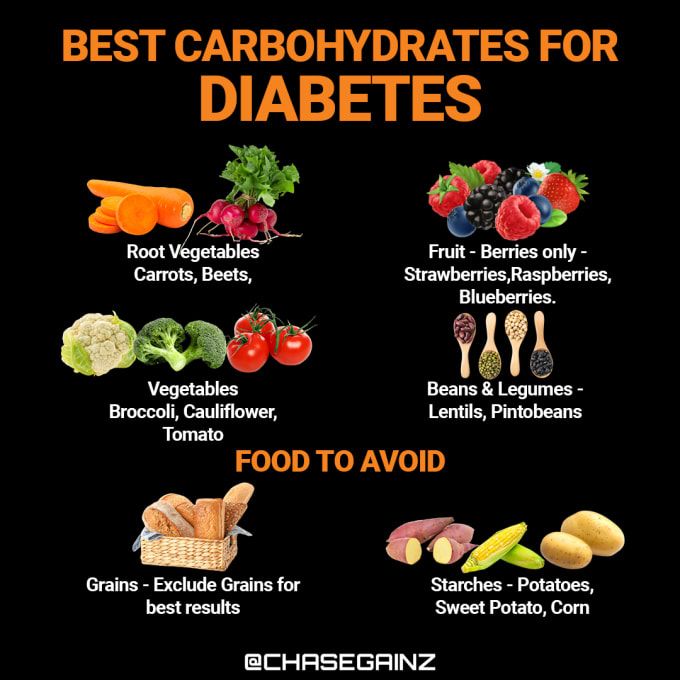 BEST CARBOHYDRATES FOR
DIABETES
Root Vegetables
Carrots, Beets,
Fruit - Berries only -
Strawberries,Raspberries,
Blueberries.
Vegetables
Broccoli, Cauliflower,
Tomato
Beans & Legumes -
Lentils, Pintobeans
FOOD TO AVOID
Grains - Exclude Grains for
best results
Starches - Potatoes,
Sweet Potato, Corn
@CHASEGAINZ